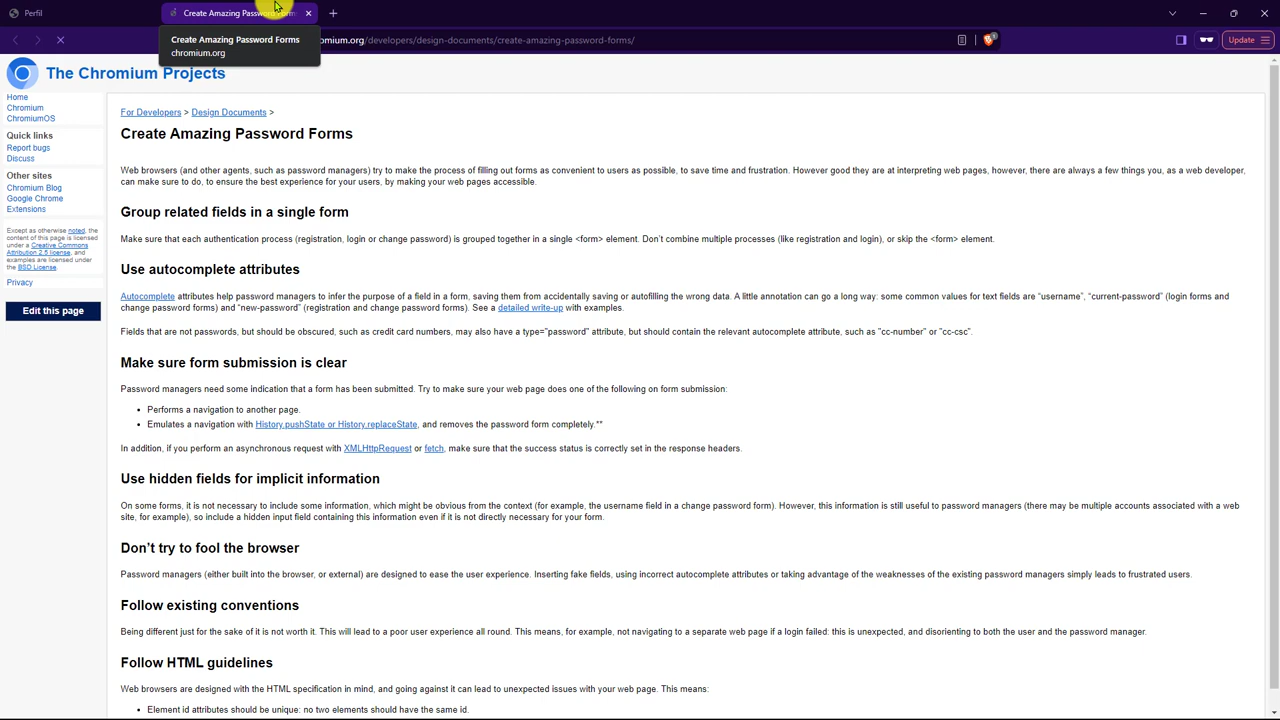 Perfil
Create Amazing Password Forms
Create Amazing Password Forms
chromium.org
omium.org/developers/design-documents/create-amazing-password-forms/
Update
The Chromium Projects
Home
Chromium
ChromiumOS
Quick links
Report bugs
Discuss
Other sites
Chromium Blog
Google Chrome
Extensions
Except as otherwise noted, the
content of this page is licensed
under a Creative Commons
Attribution 2.5 license, and
examples are licensed under
the BSD License.
Privacy
Edit this page
For Developers > Design Documents >
Create Amazing Password Forms
Web browsers (and other agents, such as password managers) try to make the process of filling out forms as convenient to users as possible, to save time and frustration. However good they are at interpreting web pages, however, there are always a few things you, as a web developer,
can make sure to do, to ensure the best experience for your users, by making your web pages accessible.
Group related fields in a single form
Make sure that each authentication process (registration, login or change password) is grouped together in a single <form> element. Don't combine multiple processes (like registration and login), or skip the <form> element.
Use autocomplete attributes
Autocomplete attributes help password managers to infer the purpose of a field in a form, saving them from accidentally saving or autofilling the wrong data. A little annotation can go a long way: some common values for text fields are "username", "current-password" (login forms and
change password forms) and "new-password" (registration and change password forms). See a detailed write-up with examples.
Fields that are not passwords, but should be obscured, such as credit card numbers, may also have a type="password" attribute, but should contain the relevant autocomplete attribute, such as "cc-number" or "cc-csc".
Make sure form submission is clear
Password managers need some indication that a form has been submitted. Try to make sure your web page does one of the following on form submission:
• Performs a navigation to another page.
• Emulates a navigation with History.pushState or History.replaceState, and removes the password form completely.**
In addition, if you perform an asynchronous request with XMLHttpRequest or fetch, make sure that the success status is correctly set in the response headers.
Use hidden fields for implicit information
On some forms, it is not necessary to include some information, which might be obvious from the context (for example, the username field in a change password form). However, this information is still useful to password managers (there may be multiple accounts associated with a web
site, for example), so include a hidden input field containing this information even if it is not directly necessary for your form.
Don't try to fool the browser
Password managers (either built into the browser, or external) are designed to ease the user experience. Inserting fake fields, using incorrect autocomplete attributes or taking advantage of the weaknesses of the existing password managers simply leads to frustrated users.
Follow existing conventions
Being different just for the sake of it is not worth it. This will lead to a poor user experience all round. This means, for example, not navigating to a separate web page if a login failed: this is unexpected, and disorienting to both the user and the password manager.
Follow HTML guidelines
Web browsers are designed with the HTML specification in mind, and going against it can lead to unexpected issues with your web page. This means:
• Element id attributes should be unique: no two elements should have the same id.